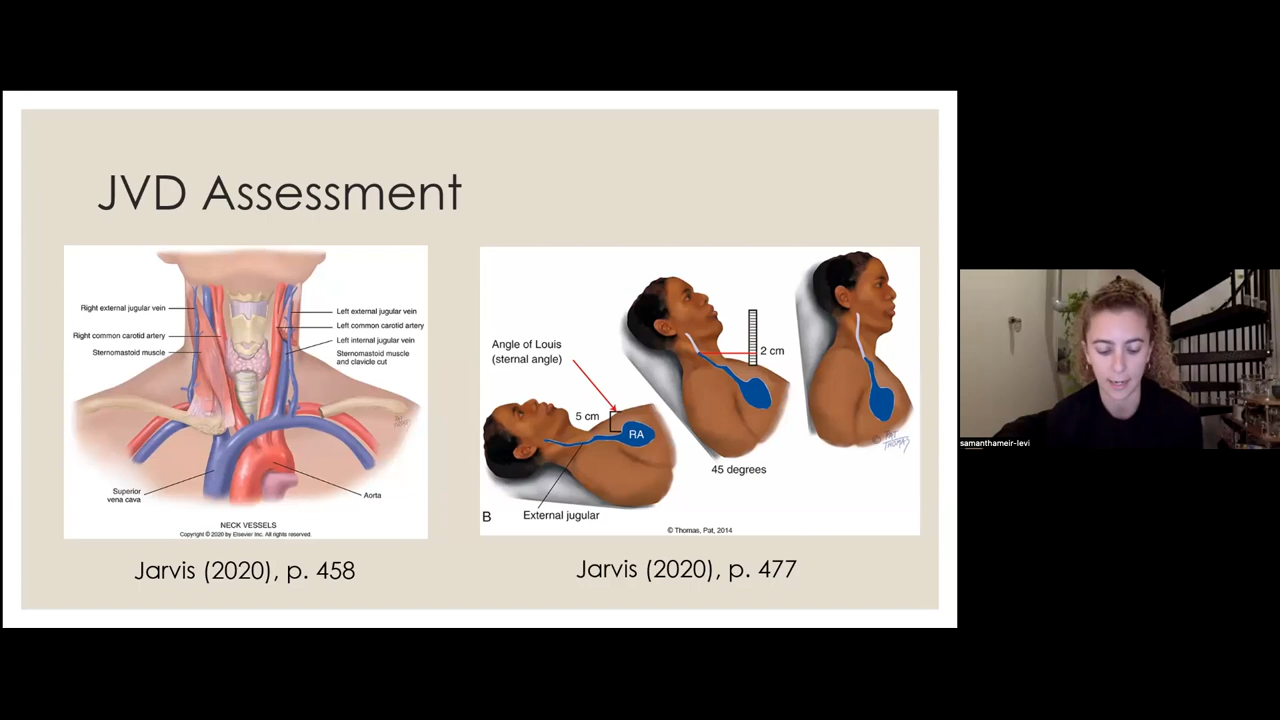 JVD Assessment
Right external jugular vein
Right common carotid artery
Sternomastoid muscle
Left external jugular vein
Left common carotid artery
Left internal jugular vein
Sternomastoid muscle
and clavicle cut
Superior
vena cava
Aorta
NECK VESSELS
Copyright © 2020 by Elsevier Inc. All rights reserved.
Jarvis (2020), p. 458
Angle of Louis
(sternal angle)
5 cm
RA
2 cm
45 degrees
B
External jugular
© PAT THOMAS
© Thomas, Pat, 2014
Jarvis (2020), p. 477
samanthameir-levi